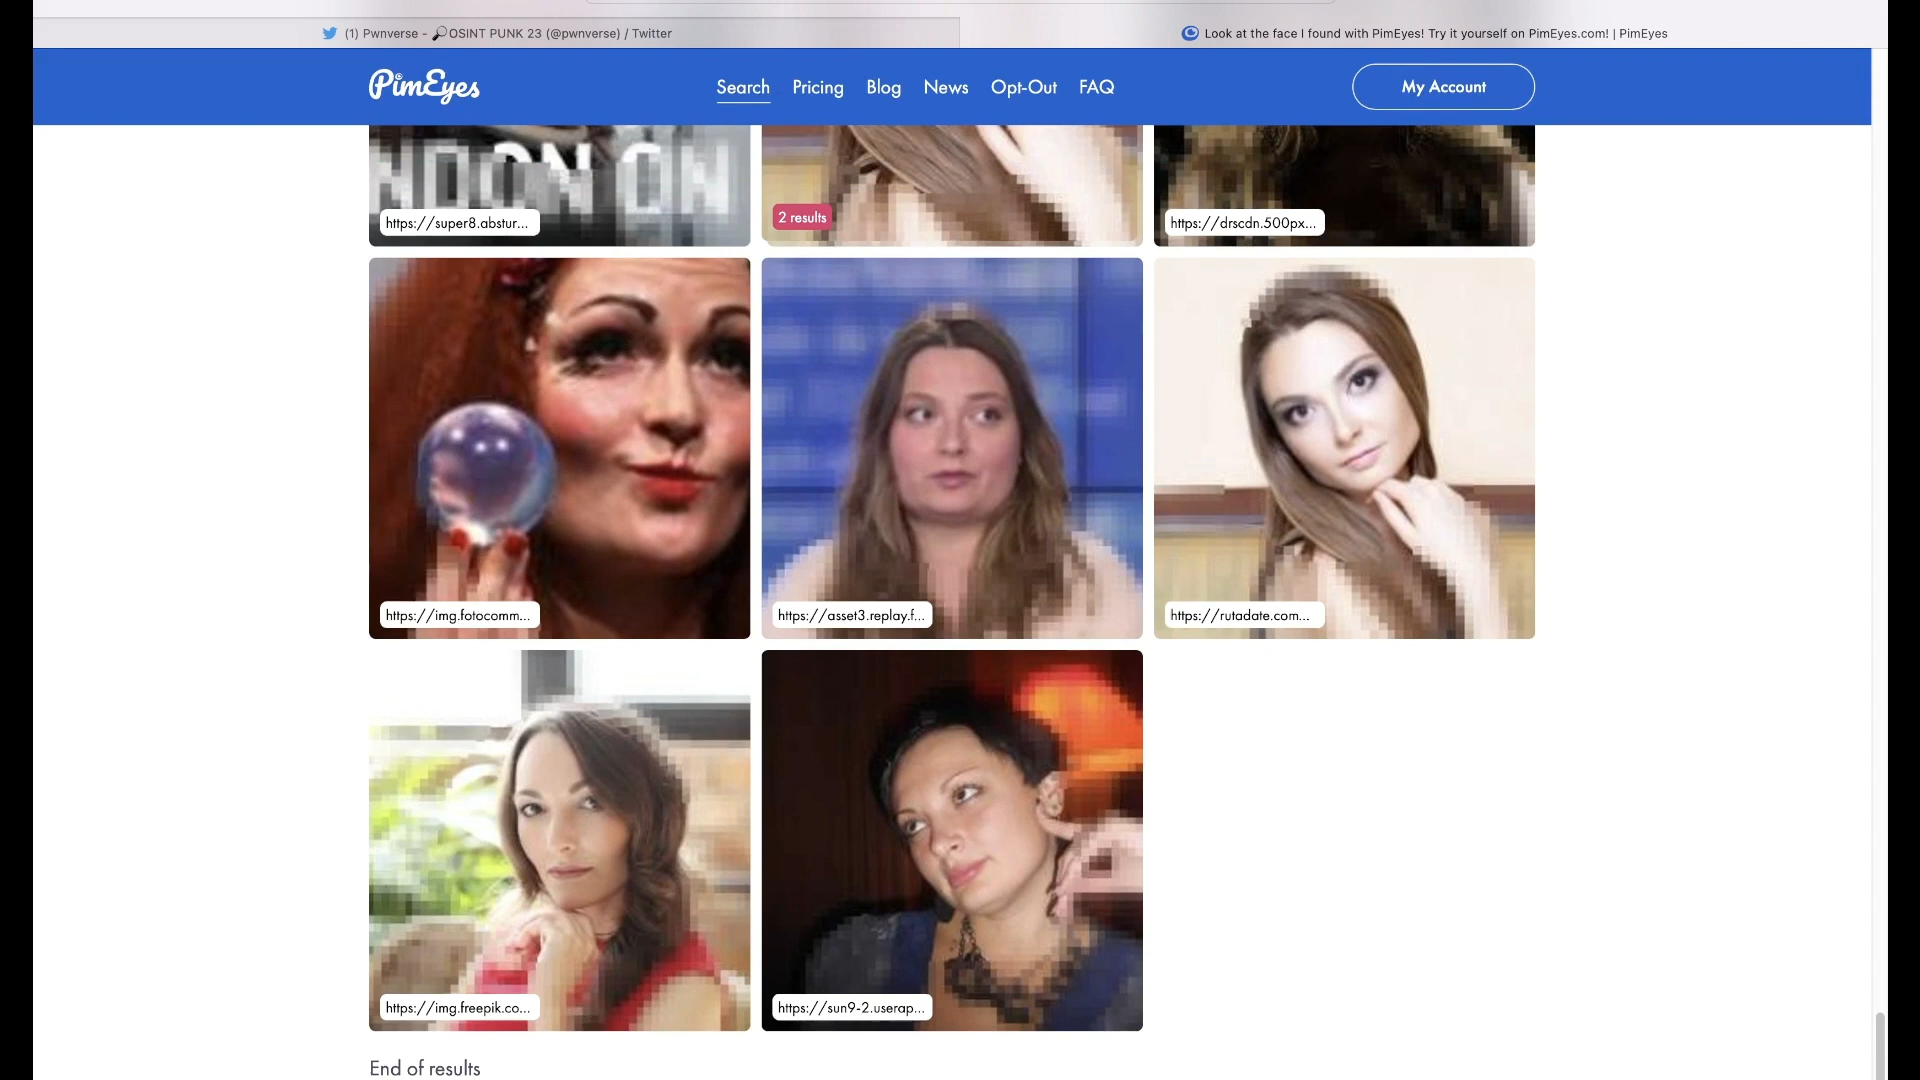 (1) Pwnverse - 🔎OSINT PUNK 23 (@pwnverse) / Twitter
Look at the face I found with PimEyes! Try it yourself on PimEyes.com! | PimEyes
PimEyes
Search
Pricing
Blog
News
Opt-Out
FAQ
My Account
NDON ON
https://super8.abstur...
2 results
https://drscdn.500px...
https://img.fotocomm...
https://asset3.replay.f...
https://rutadate.com...
https://img.freepik.co...
https://sun9-2.userap...
End of results